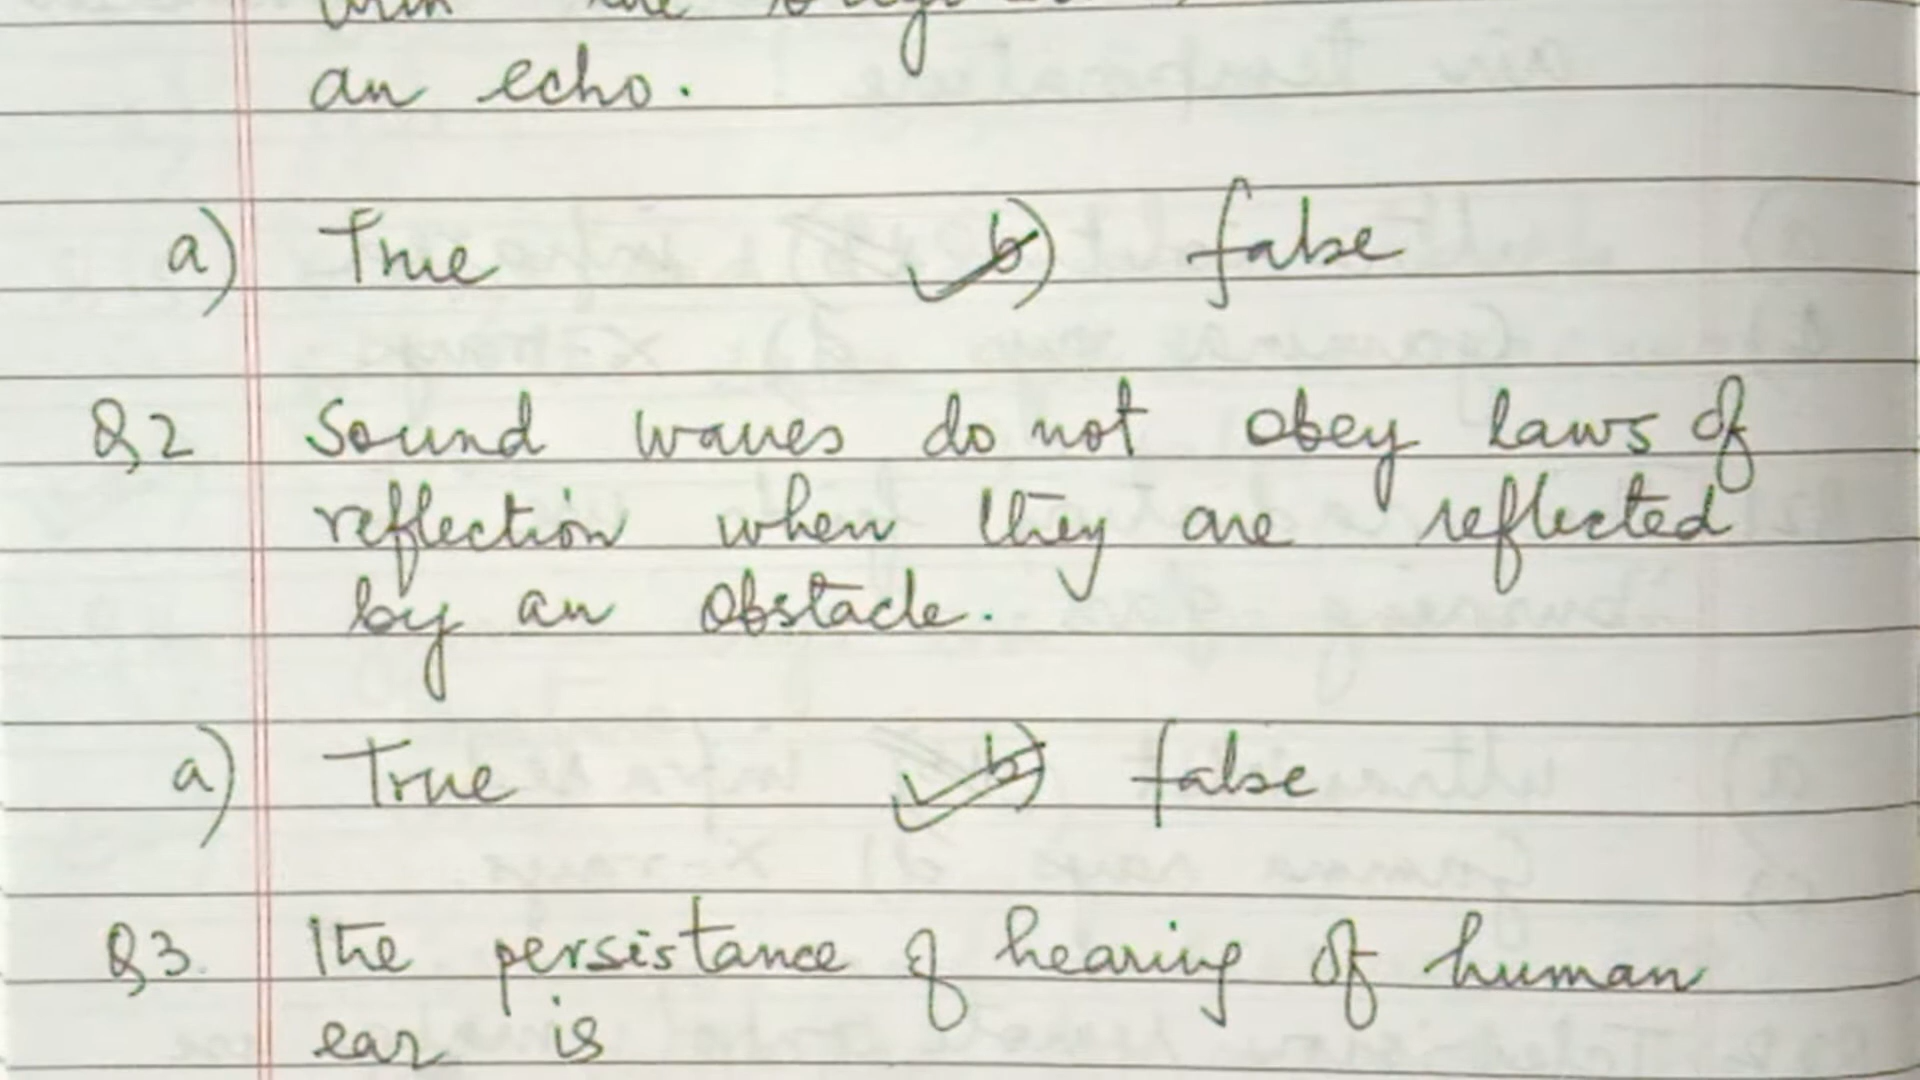 an echo.
a) True b) false
Q2 Sound waves do not obey laws of
reflection when they are reflected
by an obstacle.
a) True b) false
Q3. The persistance of hearing of human
ear is